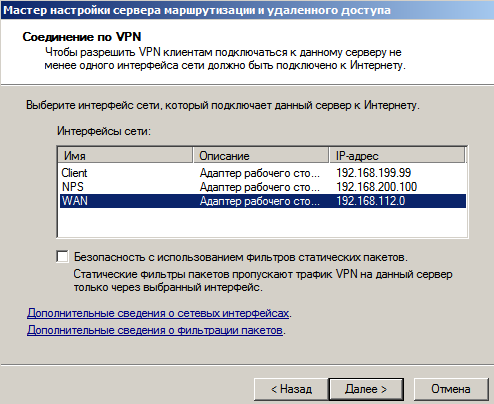 Мастер настройки сервера маршрутизации и удаленного доступа
Соединение по VPN
Чтобы разрешить VPN клиентам подключаться к данному серверу не
менее одного интерфейса сети должно быть подключено к Интернету.
Выберите интерфейс сети, который подключает данный сервер к Интернету.
Интерфейсы сети:
Имя Описание IP-адрес
Client Адаптер рабочего сто... 192.168.199.99
NPS Адаптер рабочего сто... 192.168.200.100
WAN Адаптер рабочего сто... 192.168.112.0
Безопасность с использованием фильтров статических пакетов.
Статические фильтры пакетов пропускают трафик VPN на данный сервер
только через выбранный интерфейс.
Дополнительные сведения о сетевых интерфейсах.
Дополнительные сведения о фильтрации пакетов.
< Назад Далее > Отмена